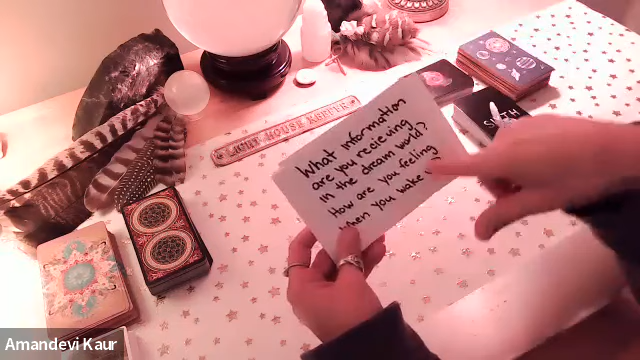 LIGHT HOUSE KEEPER
What information
are you recieving
in the dream world?
How are you feeling
when you wake
Amandevi Kaur